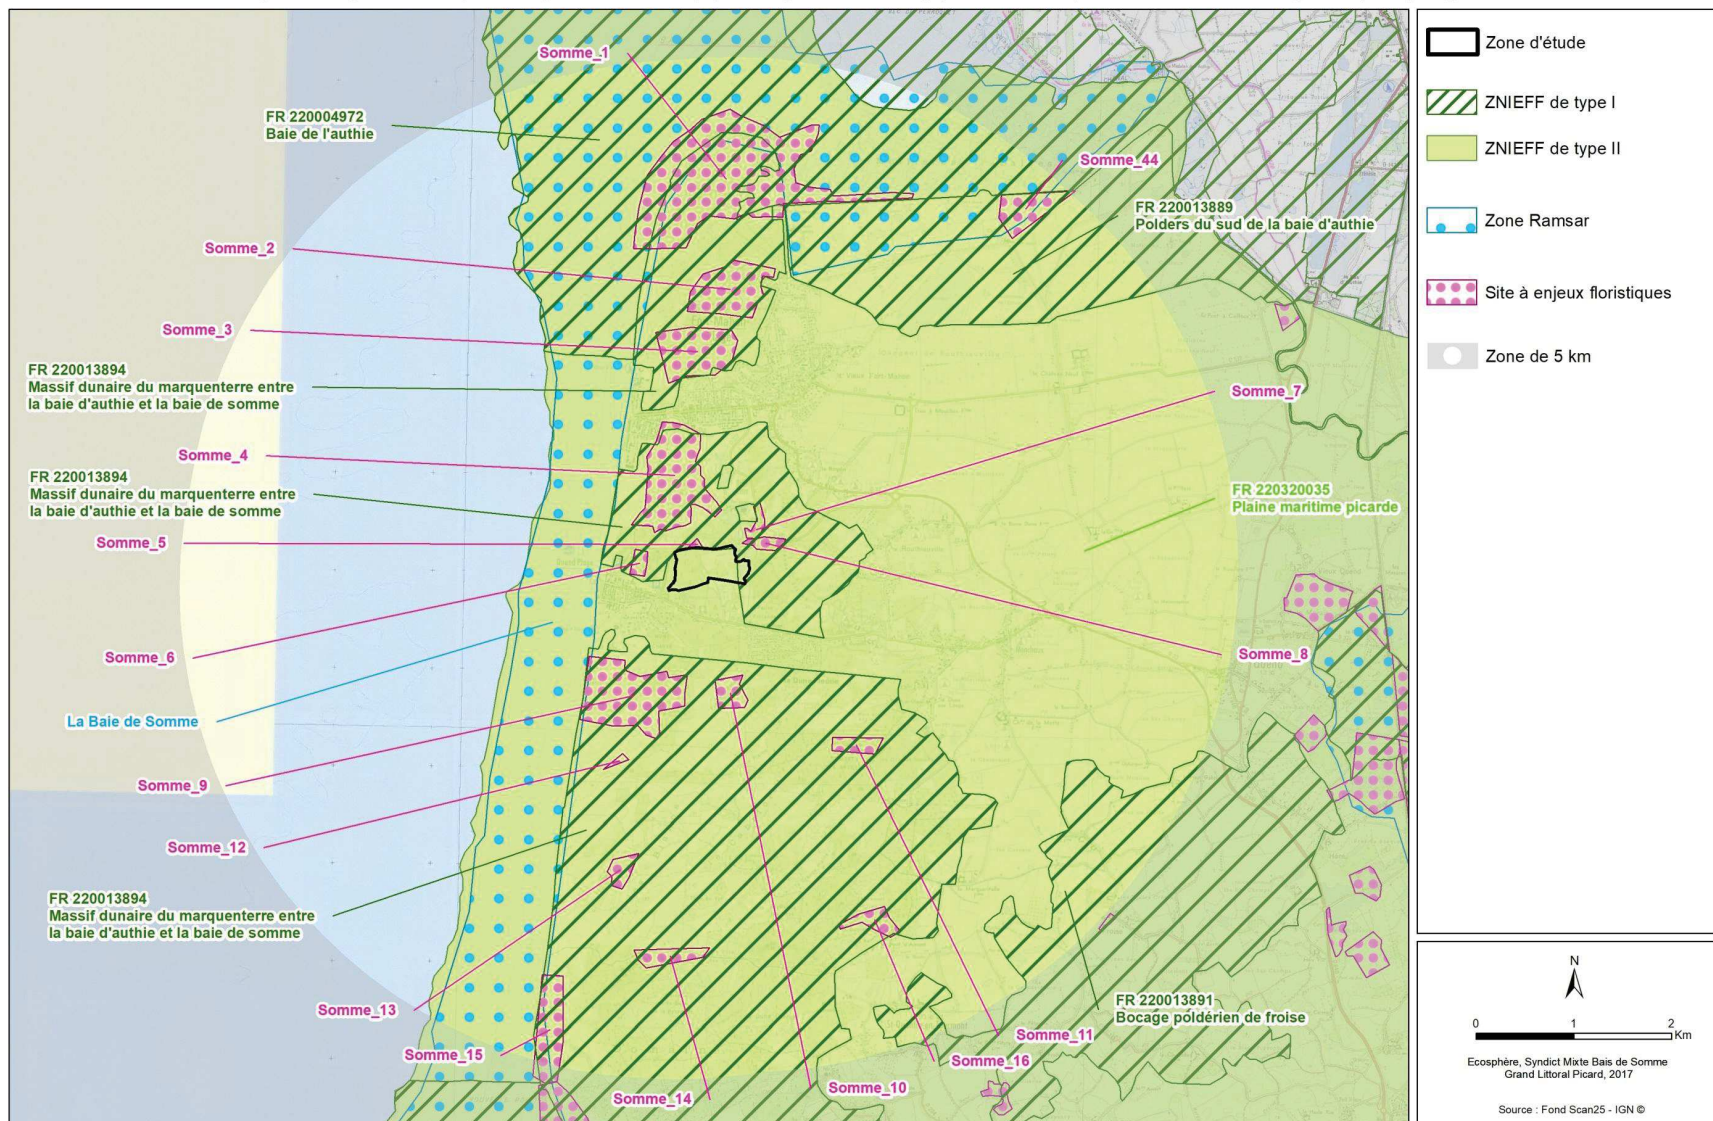 Somme_1
FR 220004972
Baie de l'authie
Somme_44
FR 220013889
Polders du sud de la baie d'authie
Somme_2
Somme_3
FR 220013894
Massif dunaire du marquenterre entre
la baie d'authie et la baie de somme
Somme_7
Somme_4
FR 220013894
Massif dunaire du marquenterre entre
la baie d'authie et la baie de somme
FR 220320035
Plaine maritime picarde
Somme_5
Somme_6
Somme_8
La Baie de Somme
Somme_9
Somme_12
FR 220013894
Massif dunaire du marquenterre entre
la baie d'authie et la baie de somme
Somme_13
FR 220013891
Bocage poldérien de froise
Somme_11
Somme_15
Somme_16
Somme_10
Somme_14
Zone d'étude
ZNIEFF de type I
ZNIEFF de type II
Zone Ramsar
Site à enjeux floristiques
Zone de 5 km
N
0 1 2
Km
Ecosphère, Syndict Mixte Bais de Somme
Grand Littoral Picard, 2017
Source : Fond Scan25 - IGN ©